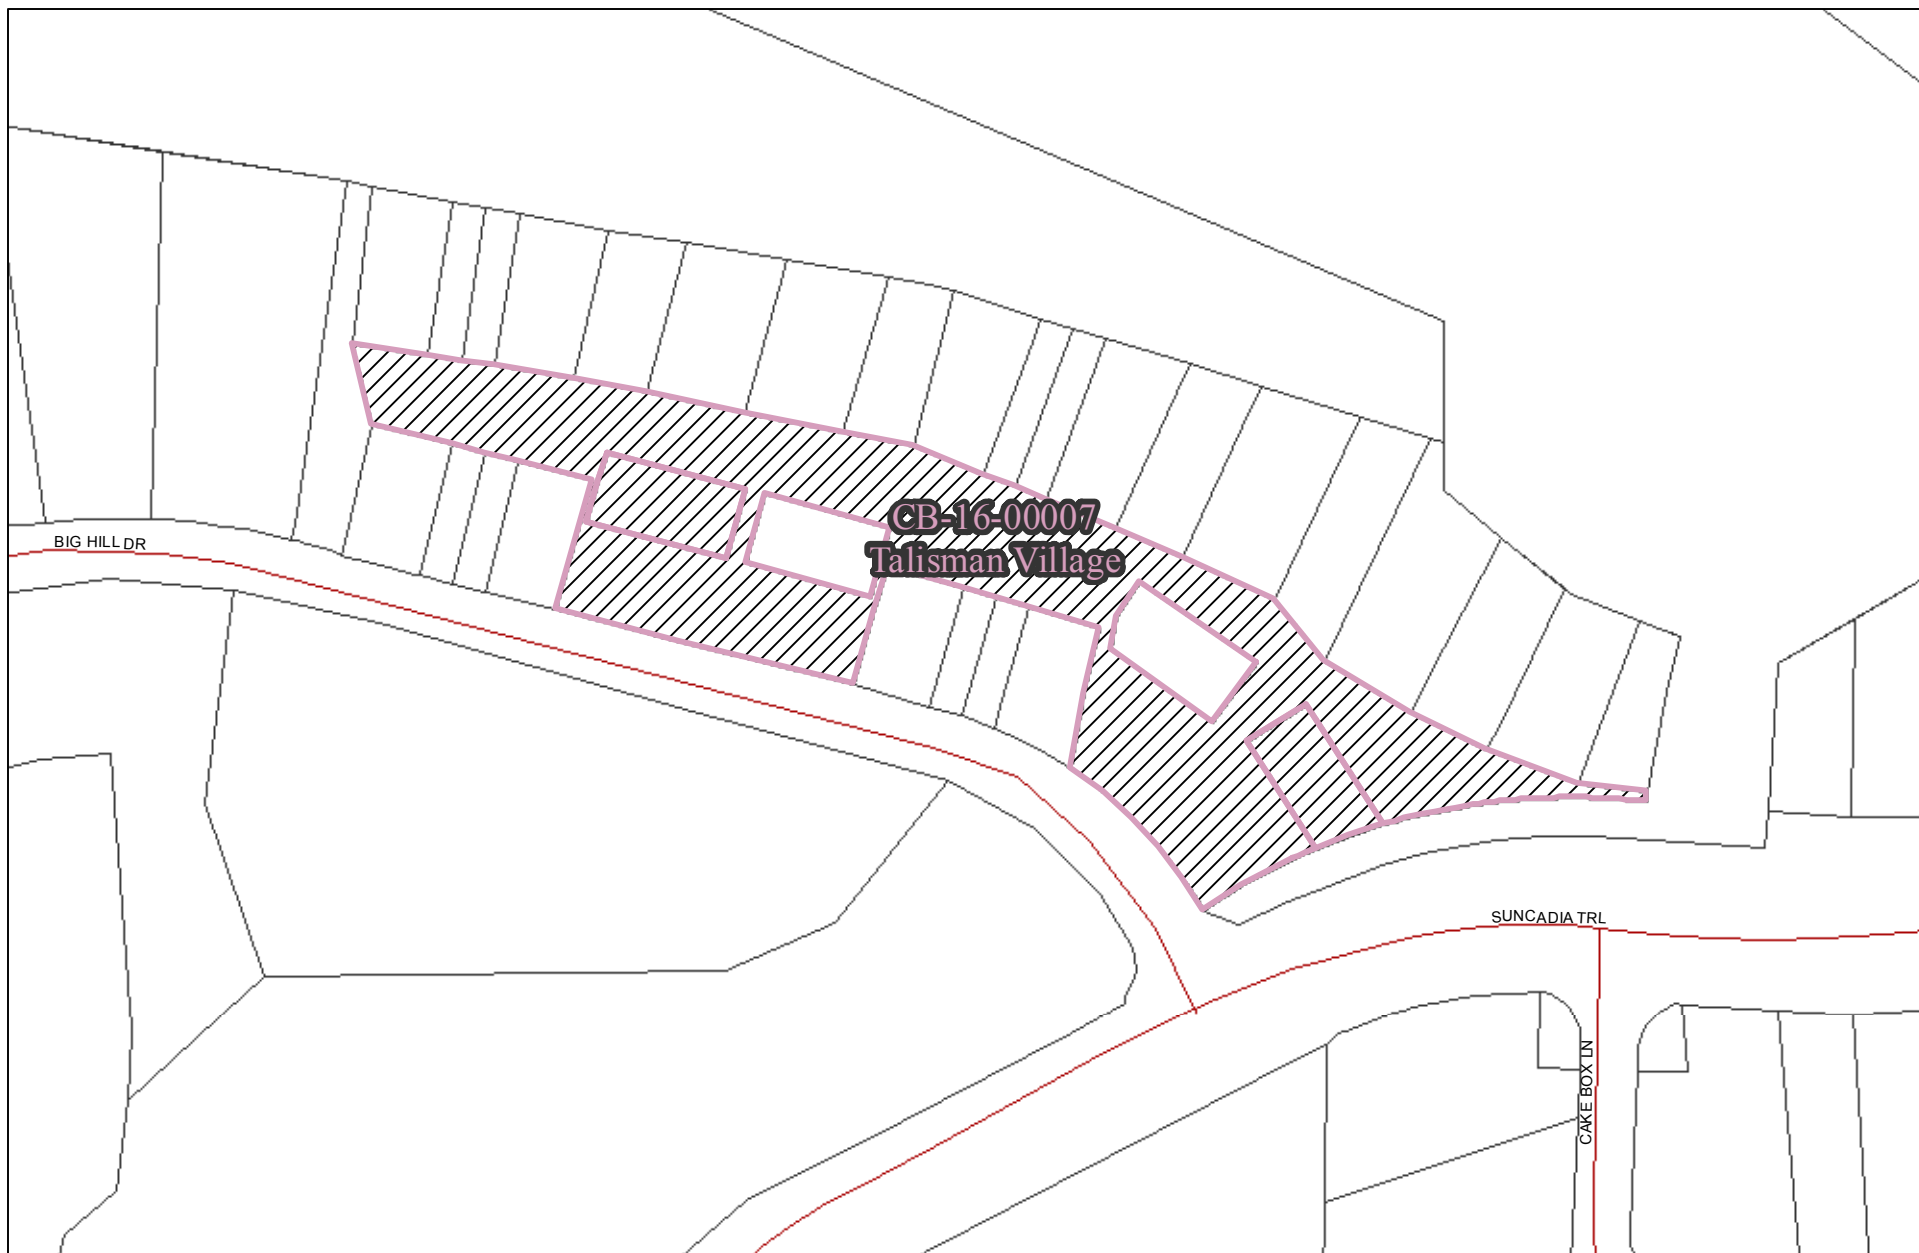 CB-16-00007
Talisman Village
BIG HILL DR
SUNCADIA TRL
CAKE BOX LN